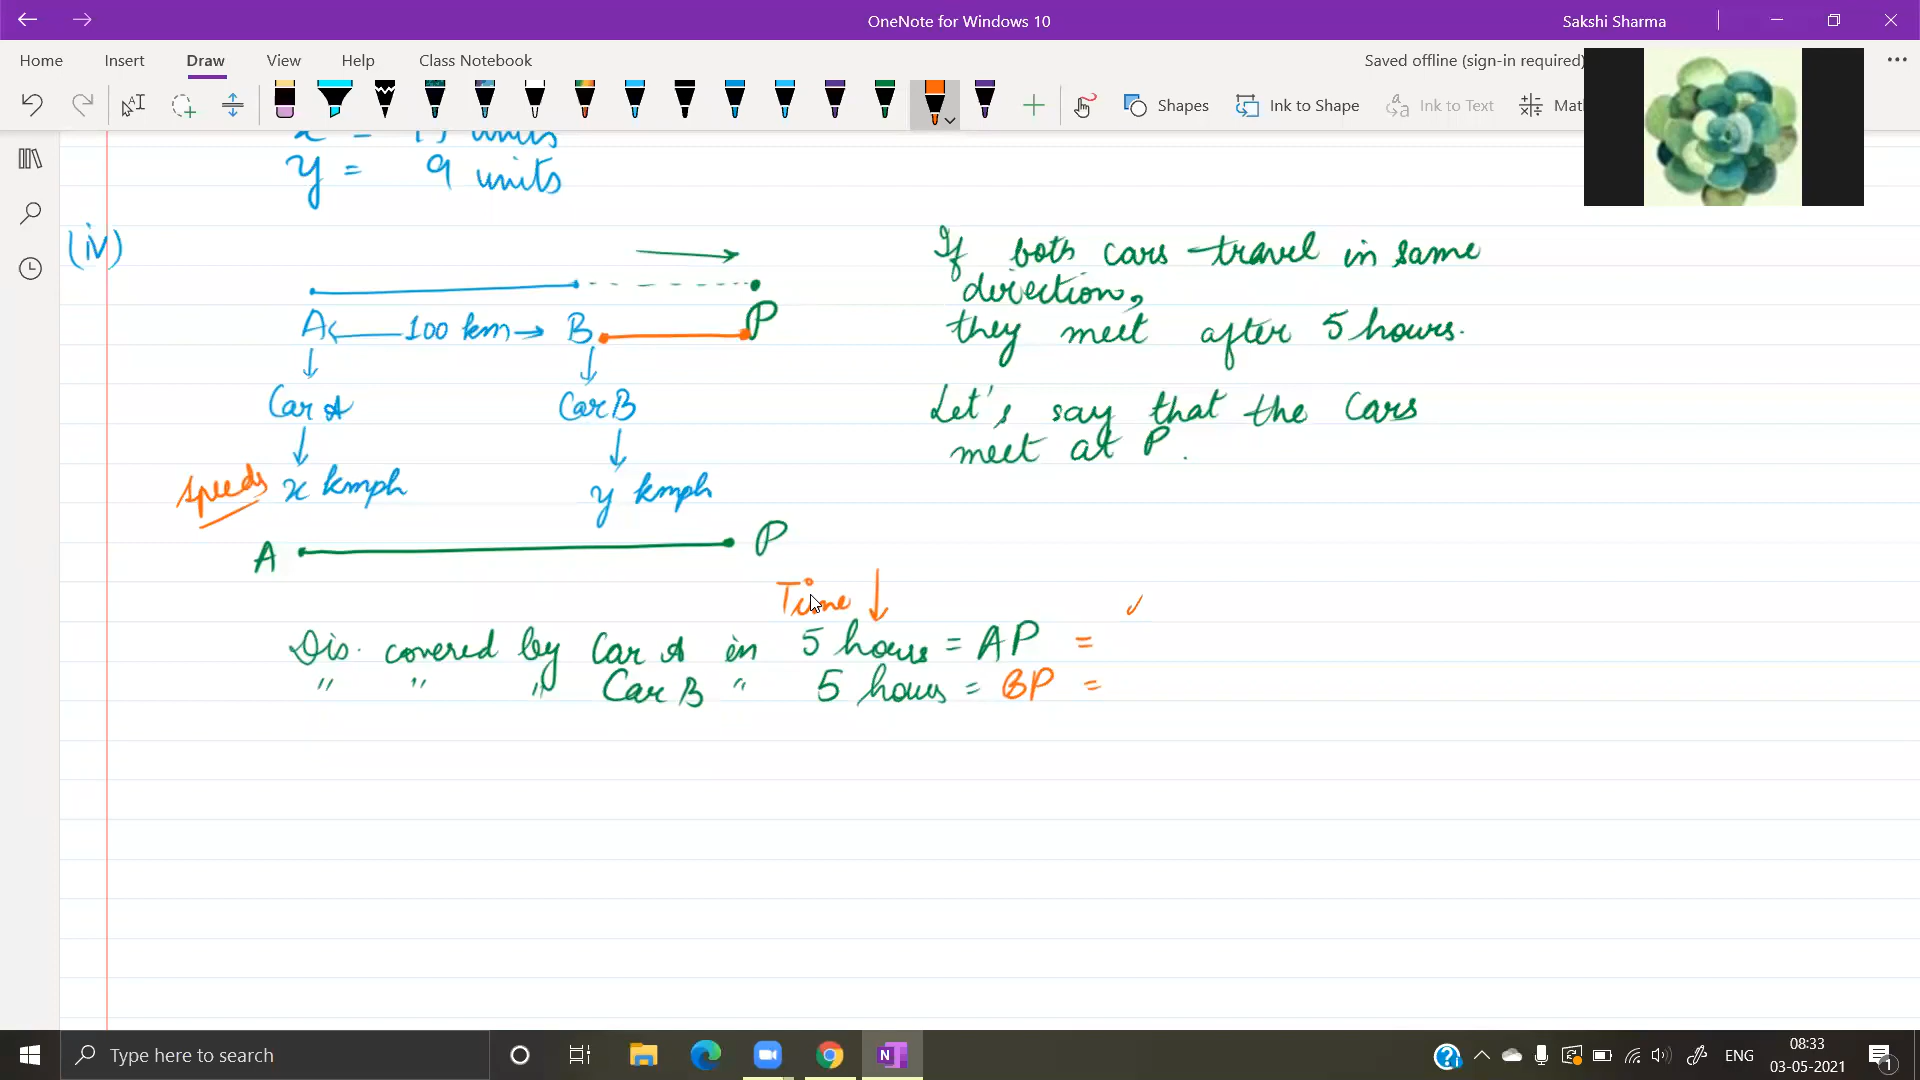 OneNote for Windows 10
Sakshi Sharma
Home Insert Draw View Help Class Notebook
Saved offline (sign-in required)
Shapes Ink to Shape Ink to Text Mat
y = 9 units
(iv)
If both cars travel in same
direction,
they meet after 5 hours.
A 100 km B P
Car A Car B
Let's say that the Cars
meet at P.
speeds x kmph y kmph
A P
Time
Dis. covered by Car A in 5 hours = AP =
" " " Car B " 5 hours = BP =
Type here to search
ENG
08:33
03-05-2021
1